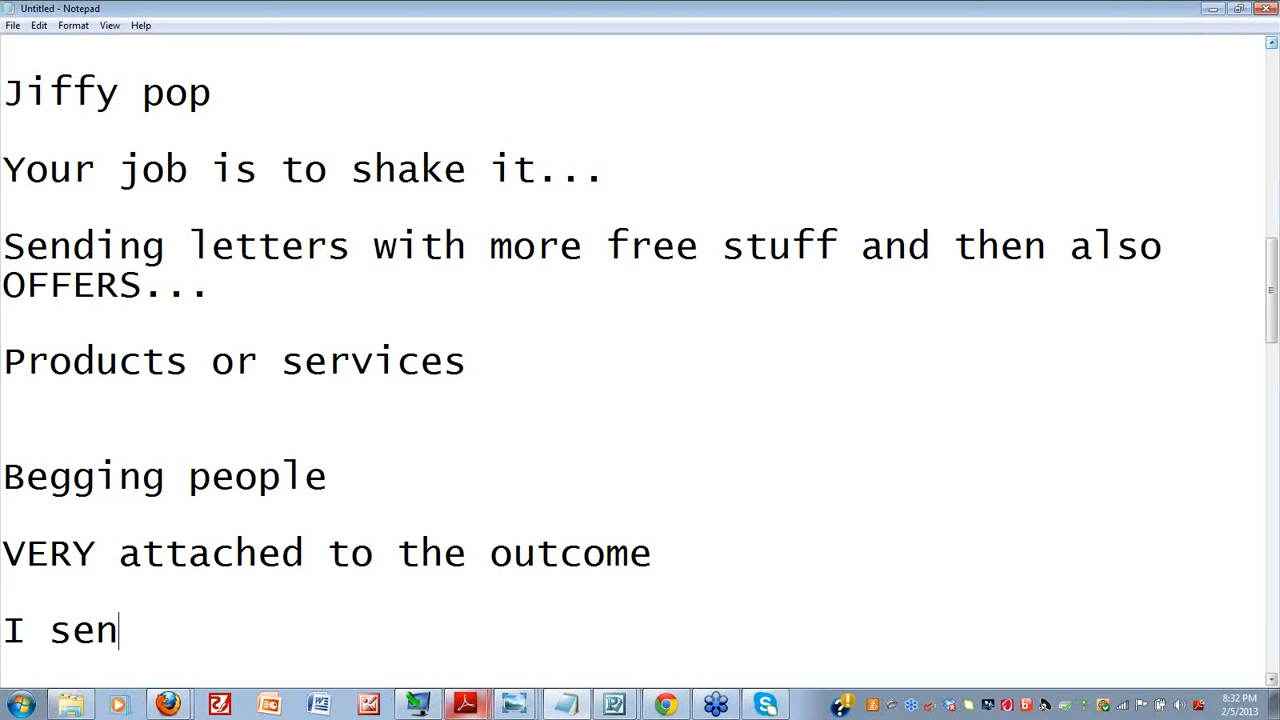 Untitled - Notepad
File Edit Format View Help
Jiffy pop
Your job is to shake it...
Sending letters with more free stuff and then also
OFFERS...
Products or services
Begging people
VERY attached to the outcome
I sen
8:32 PM
2/5/2013